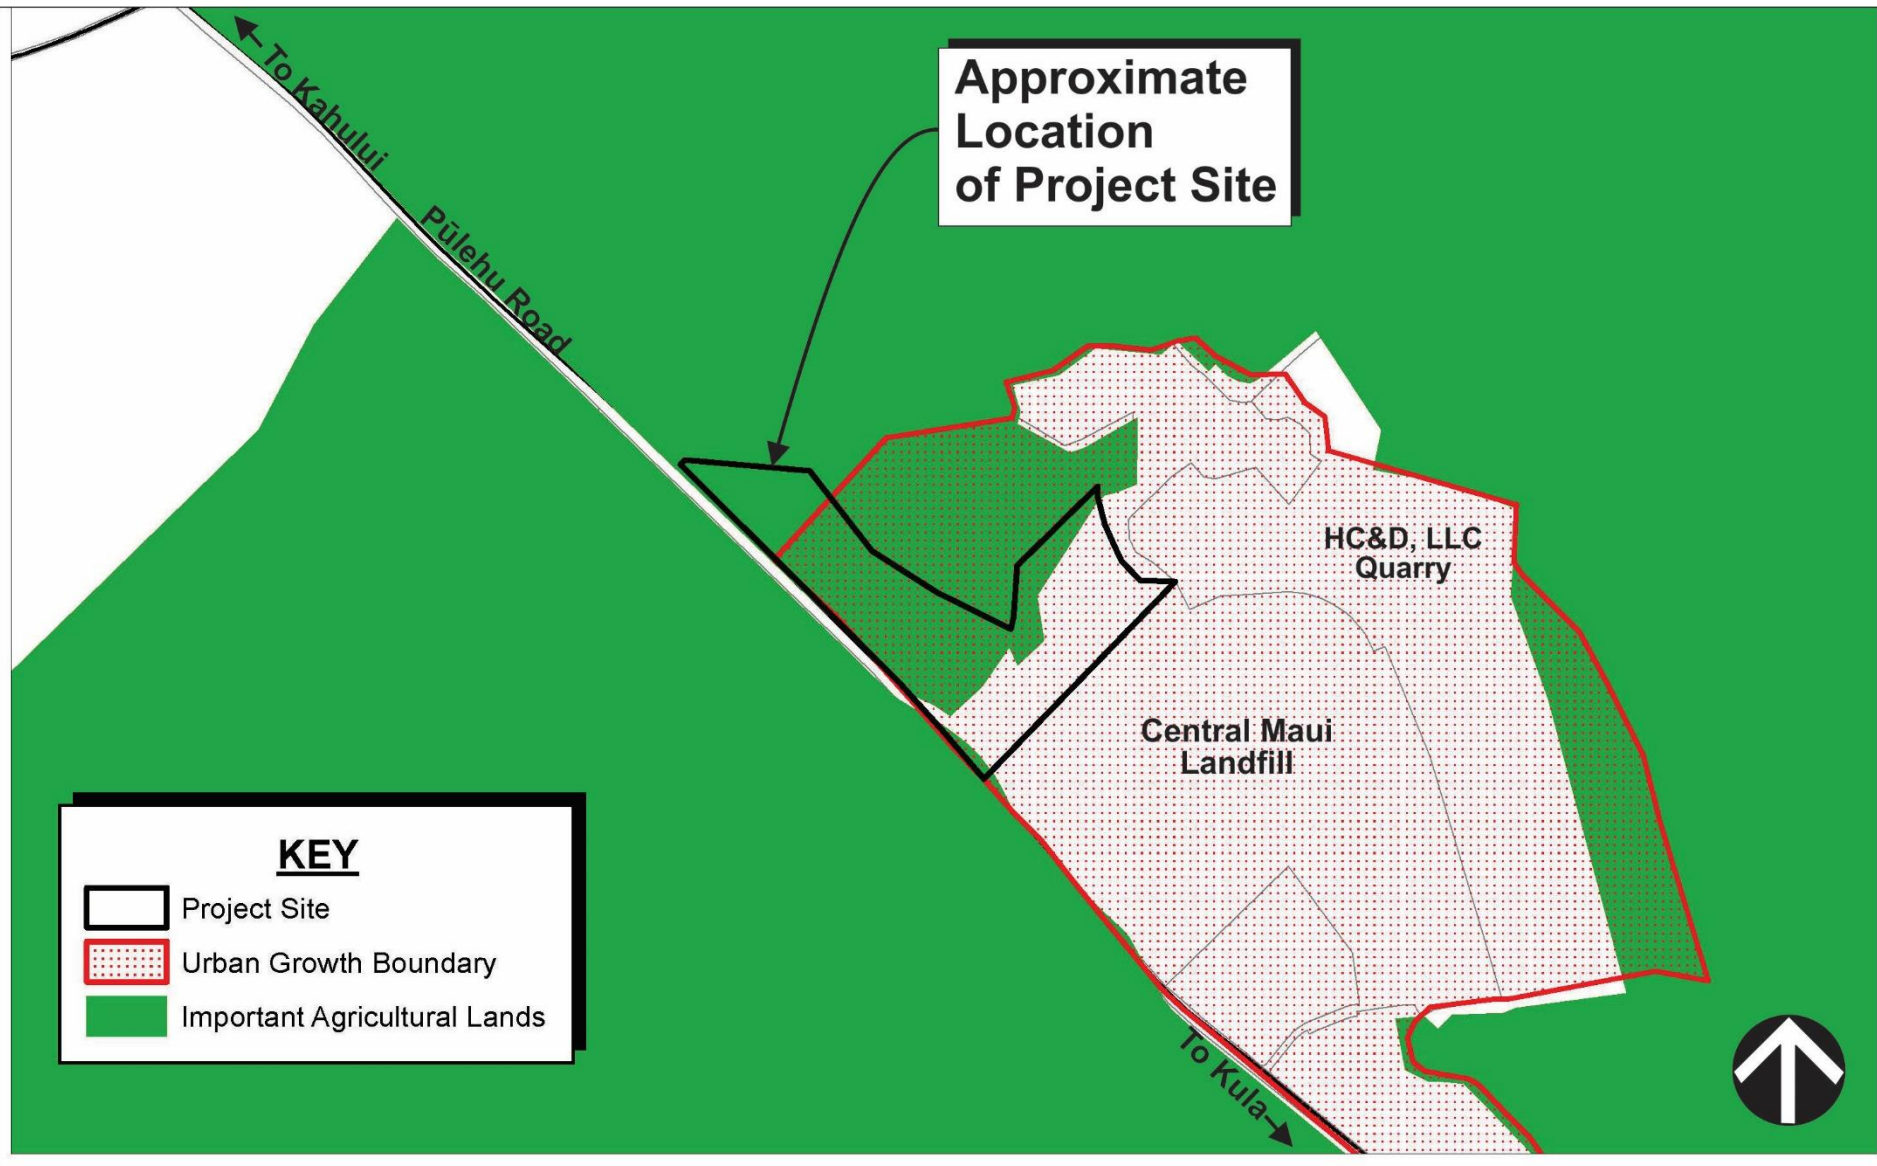 To Kahului
Pūlehu Road
Approximate
Location
of Project Site
HC&D, LLC
Quarry
Central Maui
Landfill
To Kula
KEY
Project Site
Urban Growth Boundary
Important Agricultural Lands